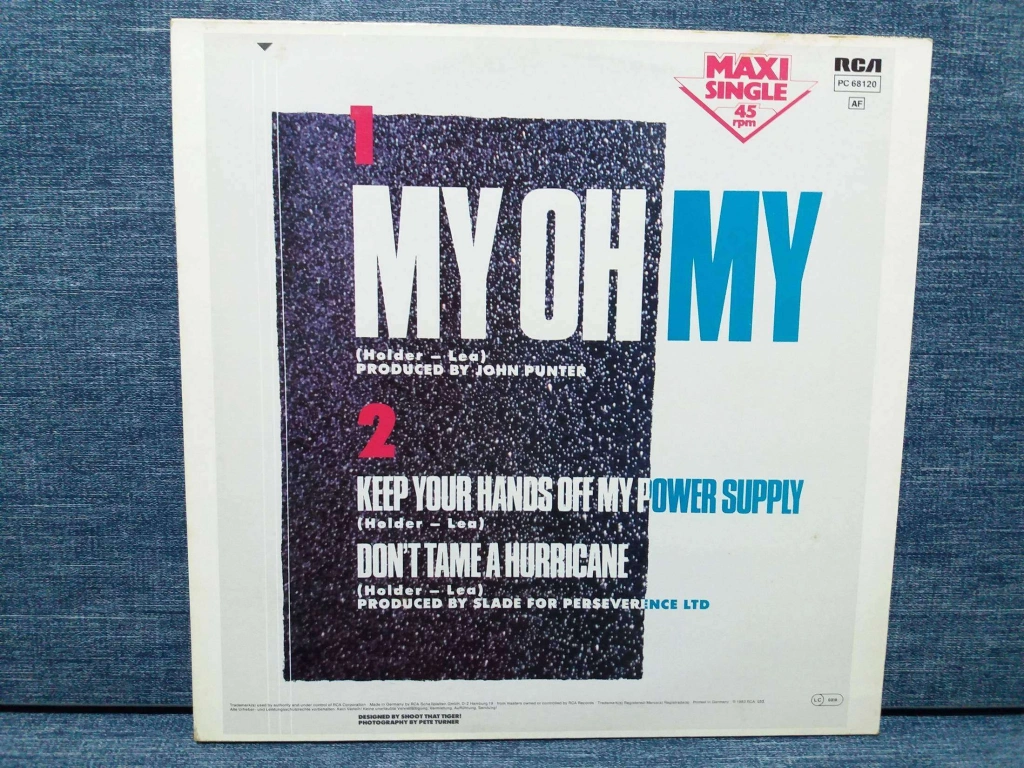 MAXI
SINGLE
45
rpm
RCA
PC 68120
AF
1
MY OH MY
(Holder – Lea)
PRODUCED BY JOHN PUNTER
2
KEEP YOUR HANDS OFF MY POWER SUPPLY
(Holder – Lea)
DON'T TAME A HURRICANE
(Holder – Lea)
PRODUCED BY SLADE FOR PERSEVERENCE LTD
LC
DESIGNED BY SHOOT THAT TIGER!
PHOTOGRAPHY BY PETE TURNER